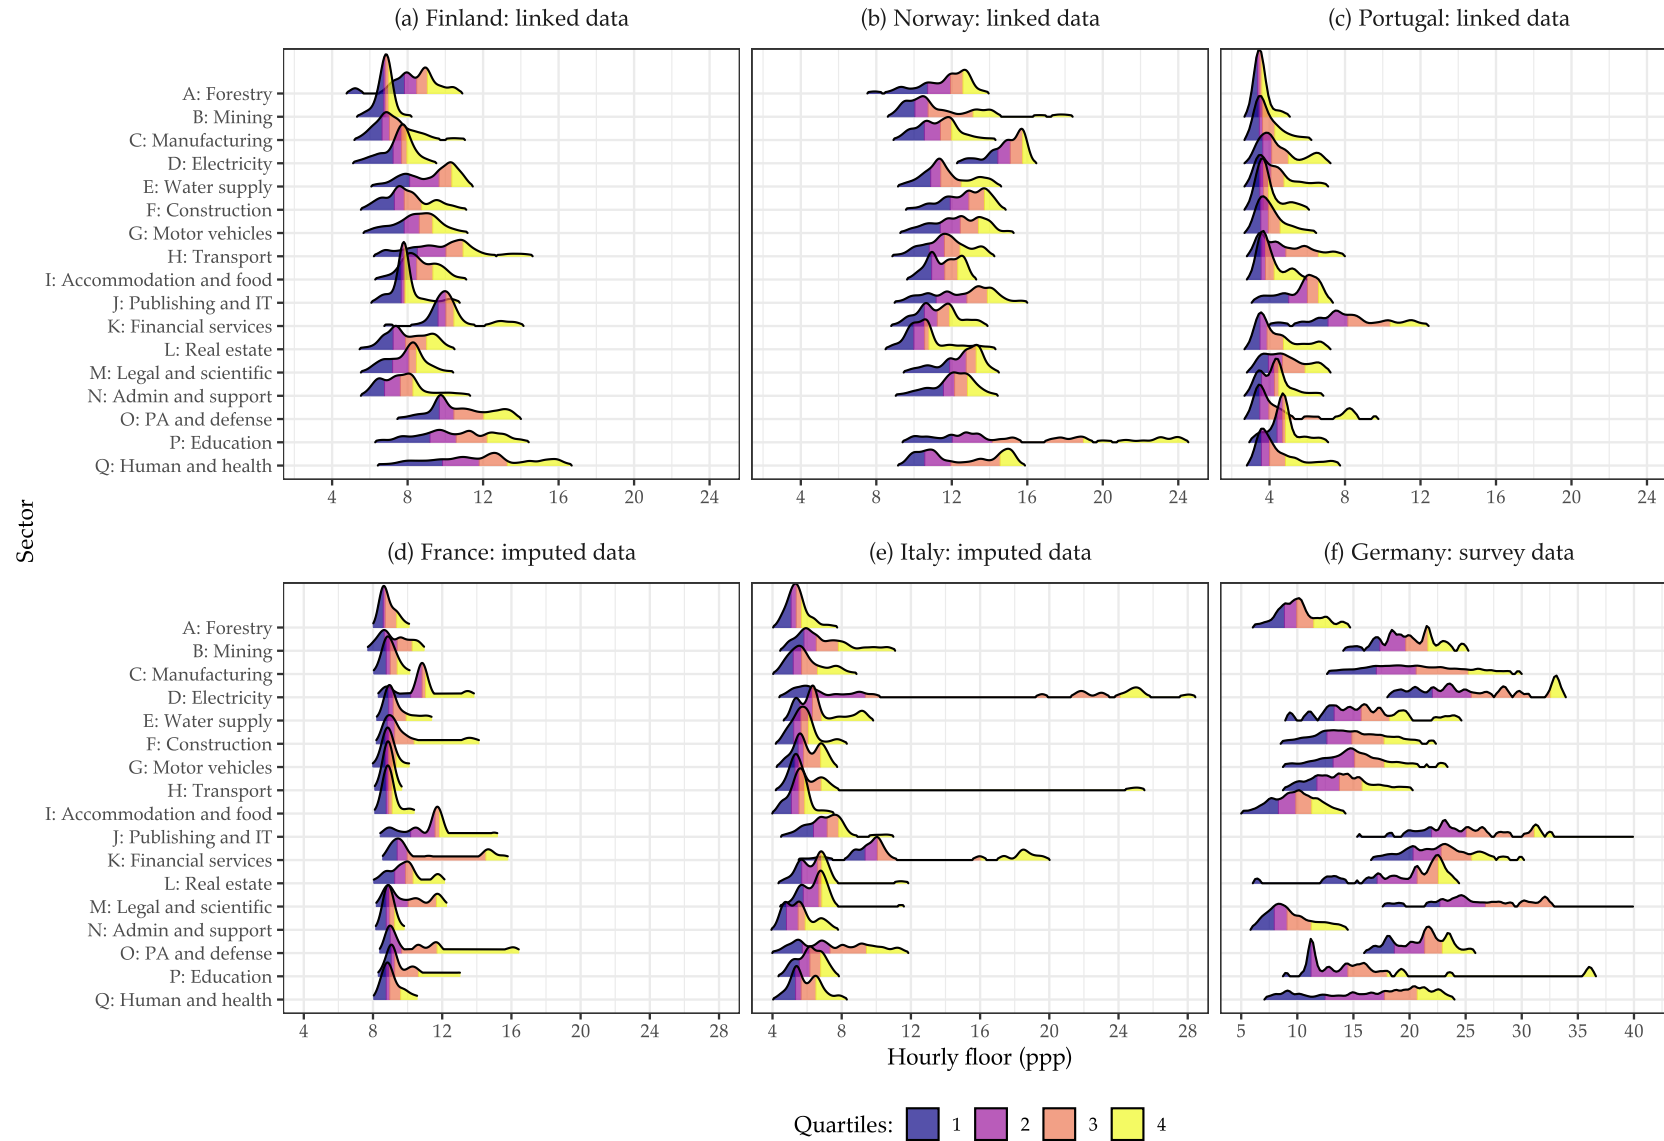 (a) Finland: linked data
(b) Norway: linked data
(c) Portugal: linked data
A: Forestry
B: Mining
C: Manufacturing
D: Electricity
E: Water supply
F: Construction
G: Motor vehicles
H: Transport
I: Accommodation and food
J: Publishing and IT
K: Financial services
L: Real estate
M: Legal and scientific
N: Admin and support
O: PA and defense
P: Education
Q: Human and health
4 8 12 16 20 24
4 8 12 16 20 24
4 8 12 16 20 24
Sector
(d) France: imputed data
(e) Italy: imputed data
(f) Germany: survey data
A: Forestry
B: Mining
C: Manufacturing
D: Electricity
E: Water supply
F: Construction
G: Motor vehicles
H: Transport
I: Accommodation and food
J: Publishing and IT
K: Financial services
L: Real estate
M: Legal and scientific
N: Admin and support
O: PA and defense
P: Education
Q: Human and health
4 8 12 16 20 24 28
4 8 12 16 20 24 28
5 10 15 20 25 30 35 40
Hourly floor (ppp)
Quartiles: 1 2 3 4